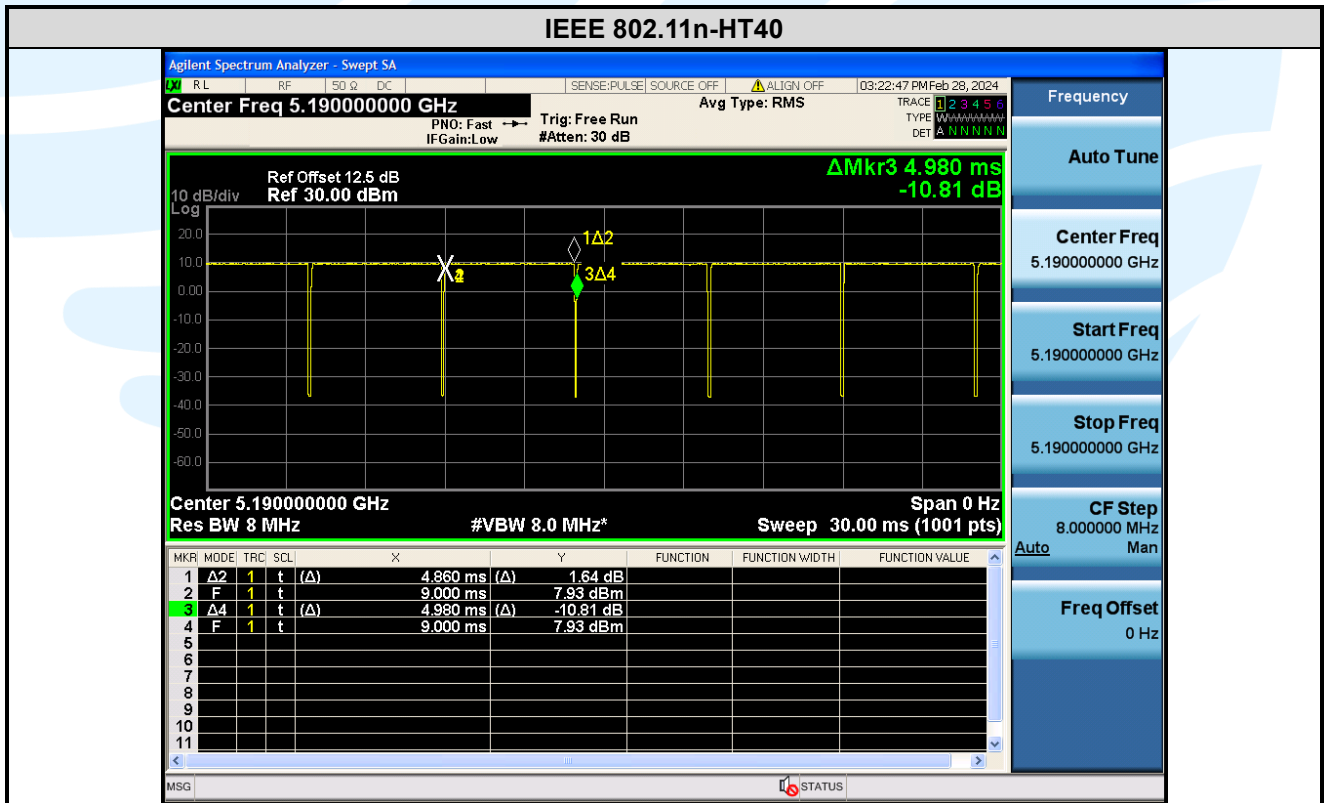 IEEE 802.11n-HT40
Agilent Spectrum Analyzer - Swept SA
LXI RL RF 50 Ω DC SENSE:PULSE SOURCE OFF ALIGN OFF 03:22:47 PM Feb 28, 2024
Center Freq 5.190000000 GHz Avg Type: RMS TRACE 1 2 3 4 5 6
PNO: Fast Trig: Free Run TYPE WWWWWW
IFGain:Low #Atten: 30 dB DET A N N N N N
ΔMkr3 4.980 ms
-10.81 dB
Ref Offset 12.5 dB
10 dB/div Ref 30.00 dBm
Log
20.0
10.0
0.00
-10.0
-20.0
-30.0
-40.0
-50.0
-60.0
1Δ2
3Δ4
Center 5.190000000 GHz Span 0 Hz
Res BW 8 MHz #VBW 8.0 MHz* Sweep 30.00 ms (1001 pts)
MKR MODE TRC SCL X Y FUNCTION FUNCTION WIDTH FUNCTION VALUE
1 Δ2 1 t (Δ) 4.860 ms (Δ) 1.64 dB
2 F 1 t 9.000 ms 7.93 dBm
3 Δ4 1 t (Δ) 4.980 ms (Δ) -10.81 dB
4 F 1 t 9.000 ms 7.93 dBm
5
6
7
8
9
10
11
MSG STATUS
Frequency
Auto Tune
Center Freq
5.190000000 GHz
Start Freq
5.190000000 GHz
Stop Freq
5.190000000 GHz
CF Step
8.000000 MHz
Auto Man
Freq Offset
0 Hz